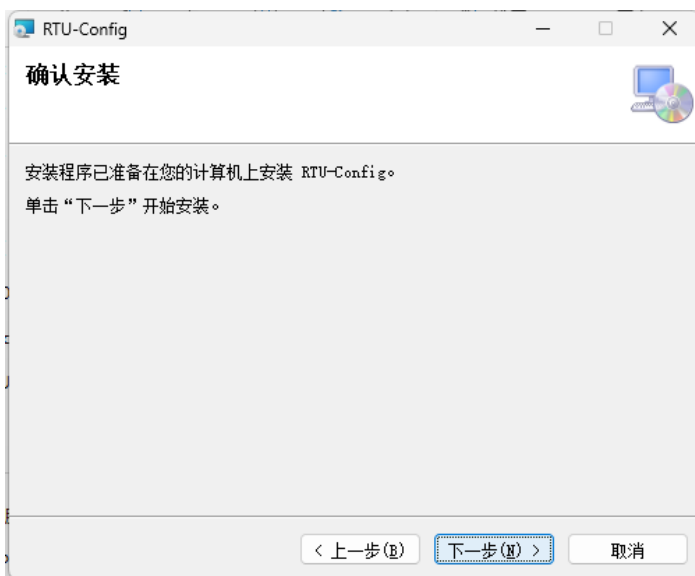 RTU-Config
确认安装
安装程序已准备在您的计算机上安装 RTU-Config。
单击“下一步”开始安装。
< 上一步(B)
下一步(N) >
取消